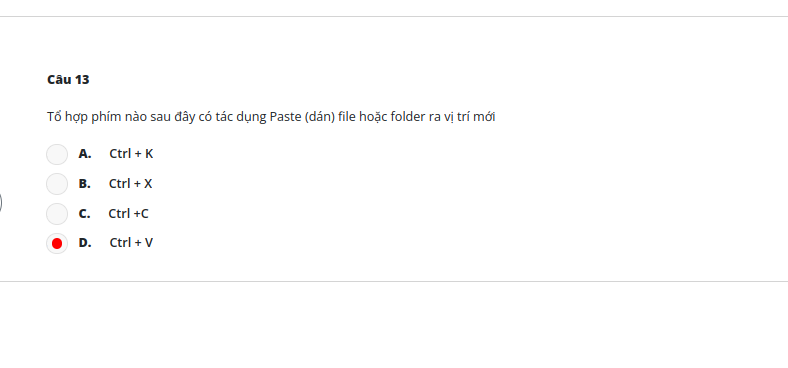 Câu 13
Tổ hợp phím nào sau đây có tác dụng Paste (dán) file hoặc folder ra vị trí mới
A. Ctrl + K
B. Ctrl + X
C. Ctrl +C
D. Ctrl + V